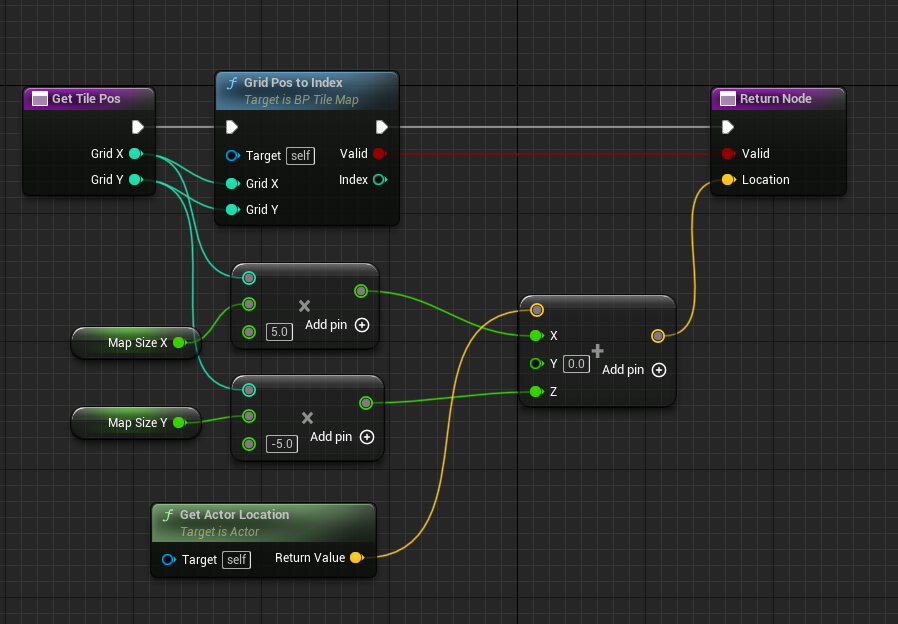 Get Tile Pos
Grid X
Grid Y
f Grid Pos to Index
Target is BP Tile Map
Target self
Valid
Index
Grid X
Grid Y
Return Node
Valid
Location
×
5.0
Add pin
Map Size X
×
-5.0
Add pin
Map Size Y
X
Y 0.0
Z
+
Add pin
f Get Actor Location
Target is Actor
Target self
Return Value